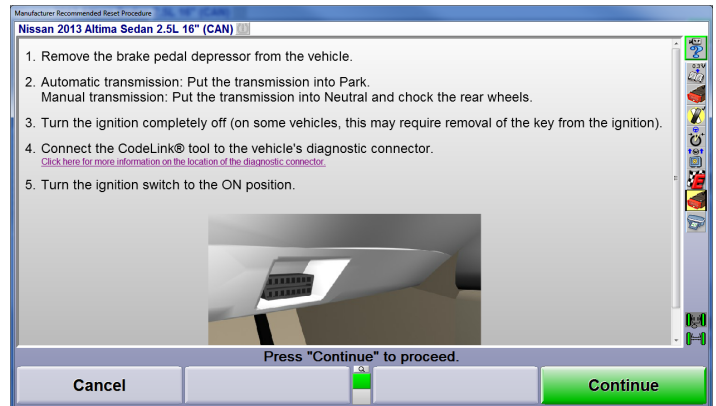 Manufacturer Recommended Reset Procedure
Nissan 2013 Altima Sedan 2.5L 16" (CAN)
1. Remove the brake pedal depressor from the vehicle.
2. Automatic transmission: Put the transmission into Park.
Manual transmission: Put the transmission into Neutral and chock the rear wheels.
3. Turn the ignition completely off (on some vehicles, this may require removal of the key from the ignition).
4. Connect the CodeLink® tool to the vehicle's diagnostic connector.
Click here for more information on the location of the diagnostic connector.
5. Turn the ignition switch to the ON position.
Press "Continue" to proceed.
Cancel
Continue